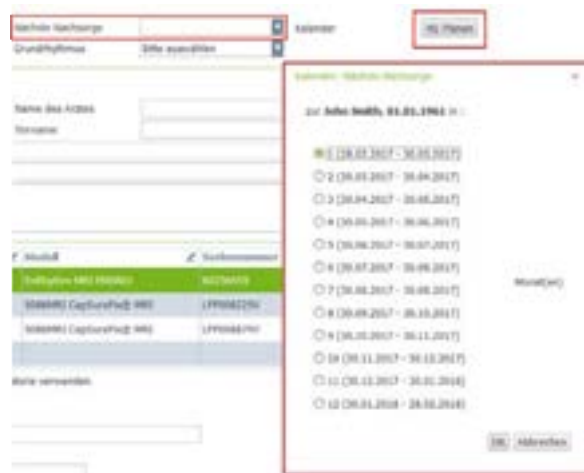 Nächste Nachsorge
Kalender
Planen
Grundrhythmus Bitte auswählen
Kalender: Nächste Nachsorge
Name des Arztes
Vorname
zur John Smith, 01.01.1961 in :
1 [28.02.2017 - 30.03.2017]
2 [30.03.2017 - 30.04.2017]
3 [30.04.2017 - 30.05.2017]
4 [30.05.2017 - 30.06.2017]
5 [30.06.2017 - 30.07.2017]
6 [30.07.2017 - 30.08.2017]
7 [30.08.2017 - 30.09.2017]
8 [30.09.2017 - 30.10.2017]
9 [30.10.2017 - 30.11.2017]
10 [30.11.2017 - 30.12.2017]
11 [30.12.2017 - 30.01.2018]
12 [30.01.2018 - 28.02.2018]
Monat(en)
Modell Seriennummer
5086MRI CapSureFix® MRI
5086MRI CapSureFix® MRI
verwenden
OK Abbrechen